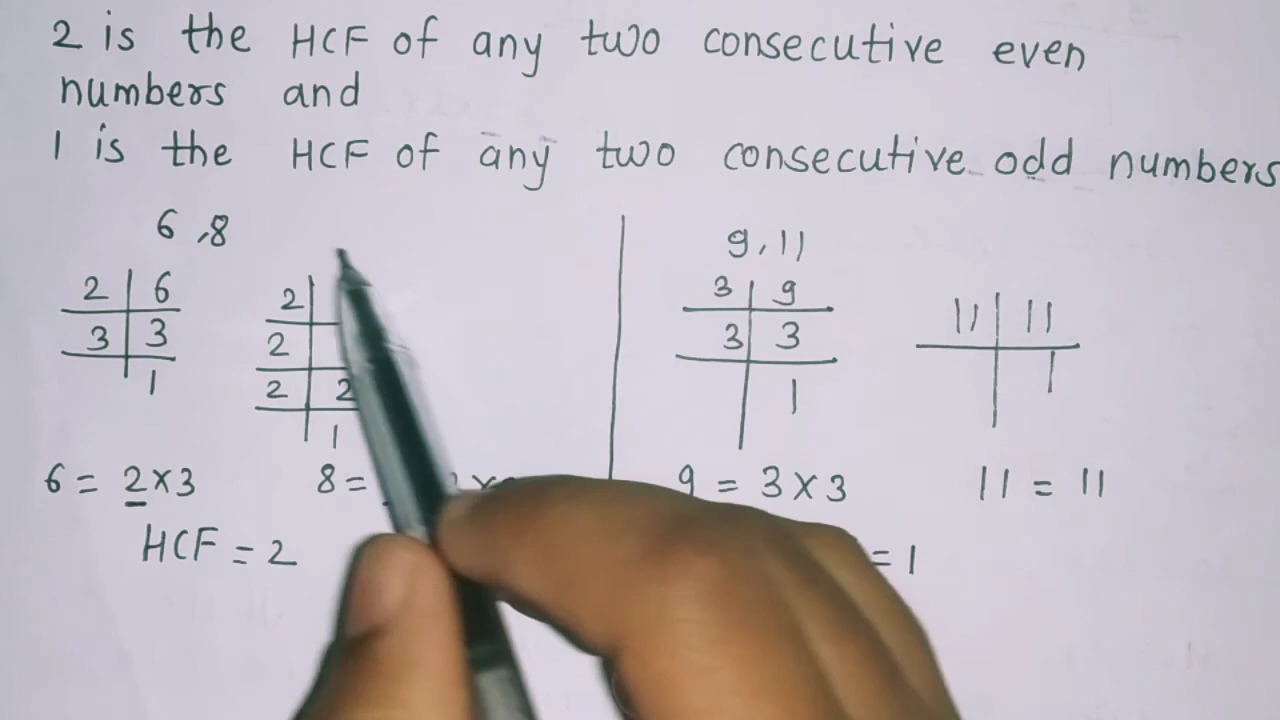 2 is the HCF of any two consecutive even
numbers and
1 is the HCF of any two consecutive odd numbers
6, 8
9, 11
2 | 6
3 | 3
1
2
2
2 | 2
1
3 | 9
3 | 3
1
11 | 11
1
6 = 2 x 3
8 =
9 = 3 x 3
11 = 11
HCF = 2
= 1